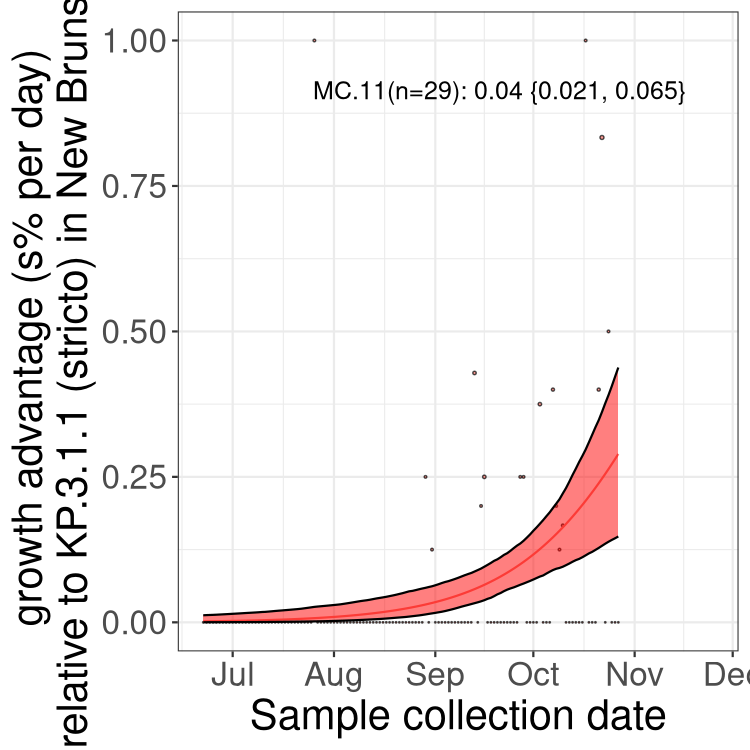 growth advantage (s% per day)
relative to KP.3.1.1 (stricto) in New Bruns
1.00
0.75
0.50
0.25
0.00
MC.11(n=29): 0.04 {0.021, 0.065}
Jul Aug Sep Oct Nov Dec
Sample collection date